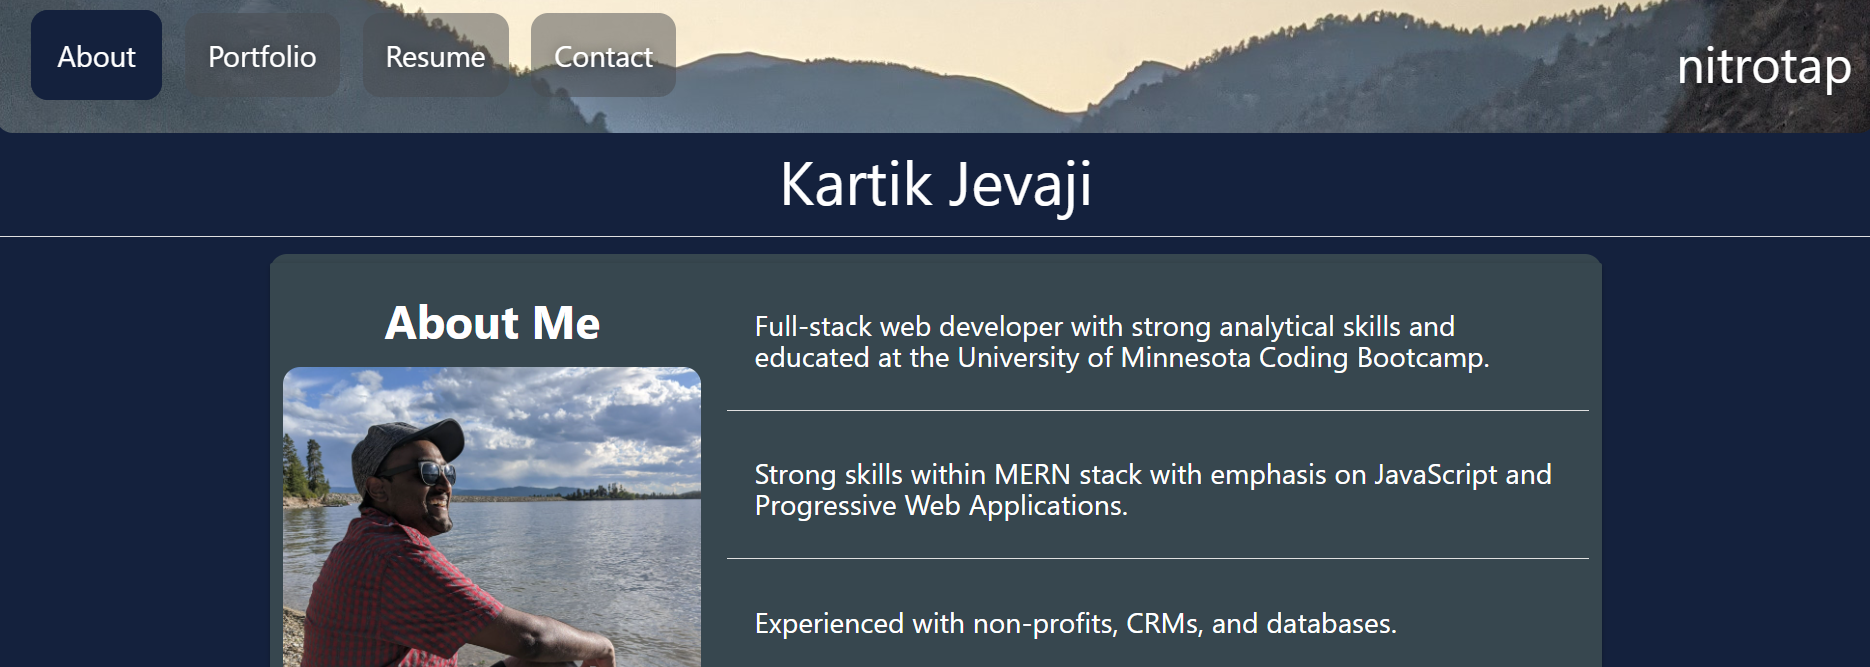 About
Portfolio
Resume
Contact
nitrotap
Kartik Jevaji
About Me
Full-stack web developer with strong analytical skills and
educated at the University of Minnesota Coding Bootcamp.
Strong skills within MERN stack with emphasis on JavaScript and
Progressive Web Applications.
Experienced with non-profits, CRMs, and databases.